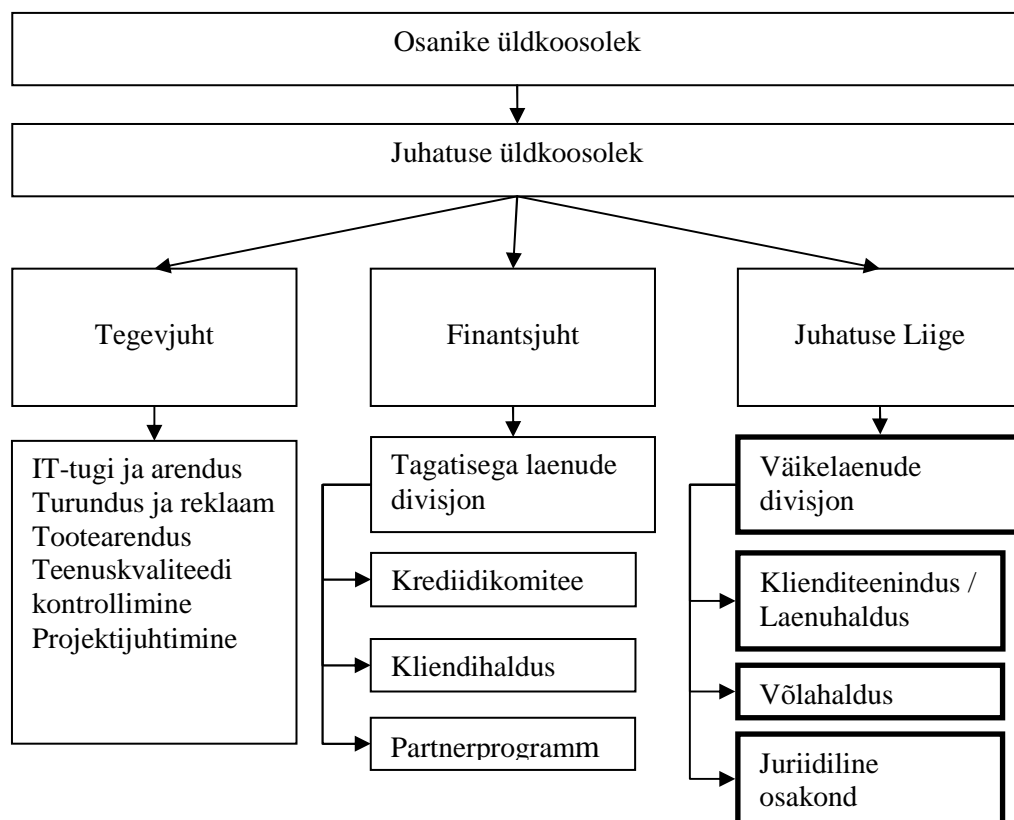 Osanike üldkoosolek
Juhatuse üldkoosolek
Tegevjuht
Finantsjuht
Juhatuse Liige
IT-tugi ja arendus
Turundus ja reklaam
Tootearendus
Teenuskvaliteedi
kontrollimine
Projektijuhtimine
Tagatisega laenude
divisjon
Krediidikomitee
Kliendihaldus
Partnerprogramm
Väikelaenude
divisjon
Klienditeenindus /
Laenuhaldus
Võlahaldus
Juriidiline
osakond